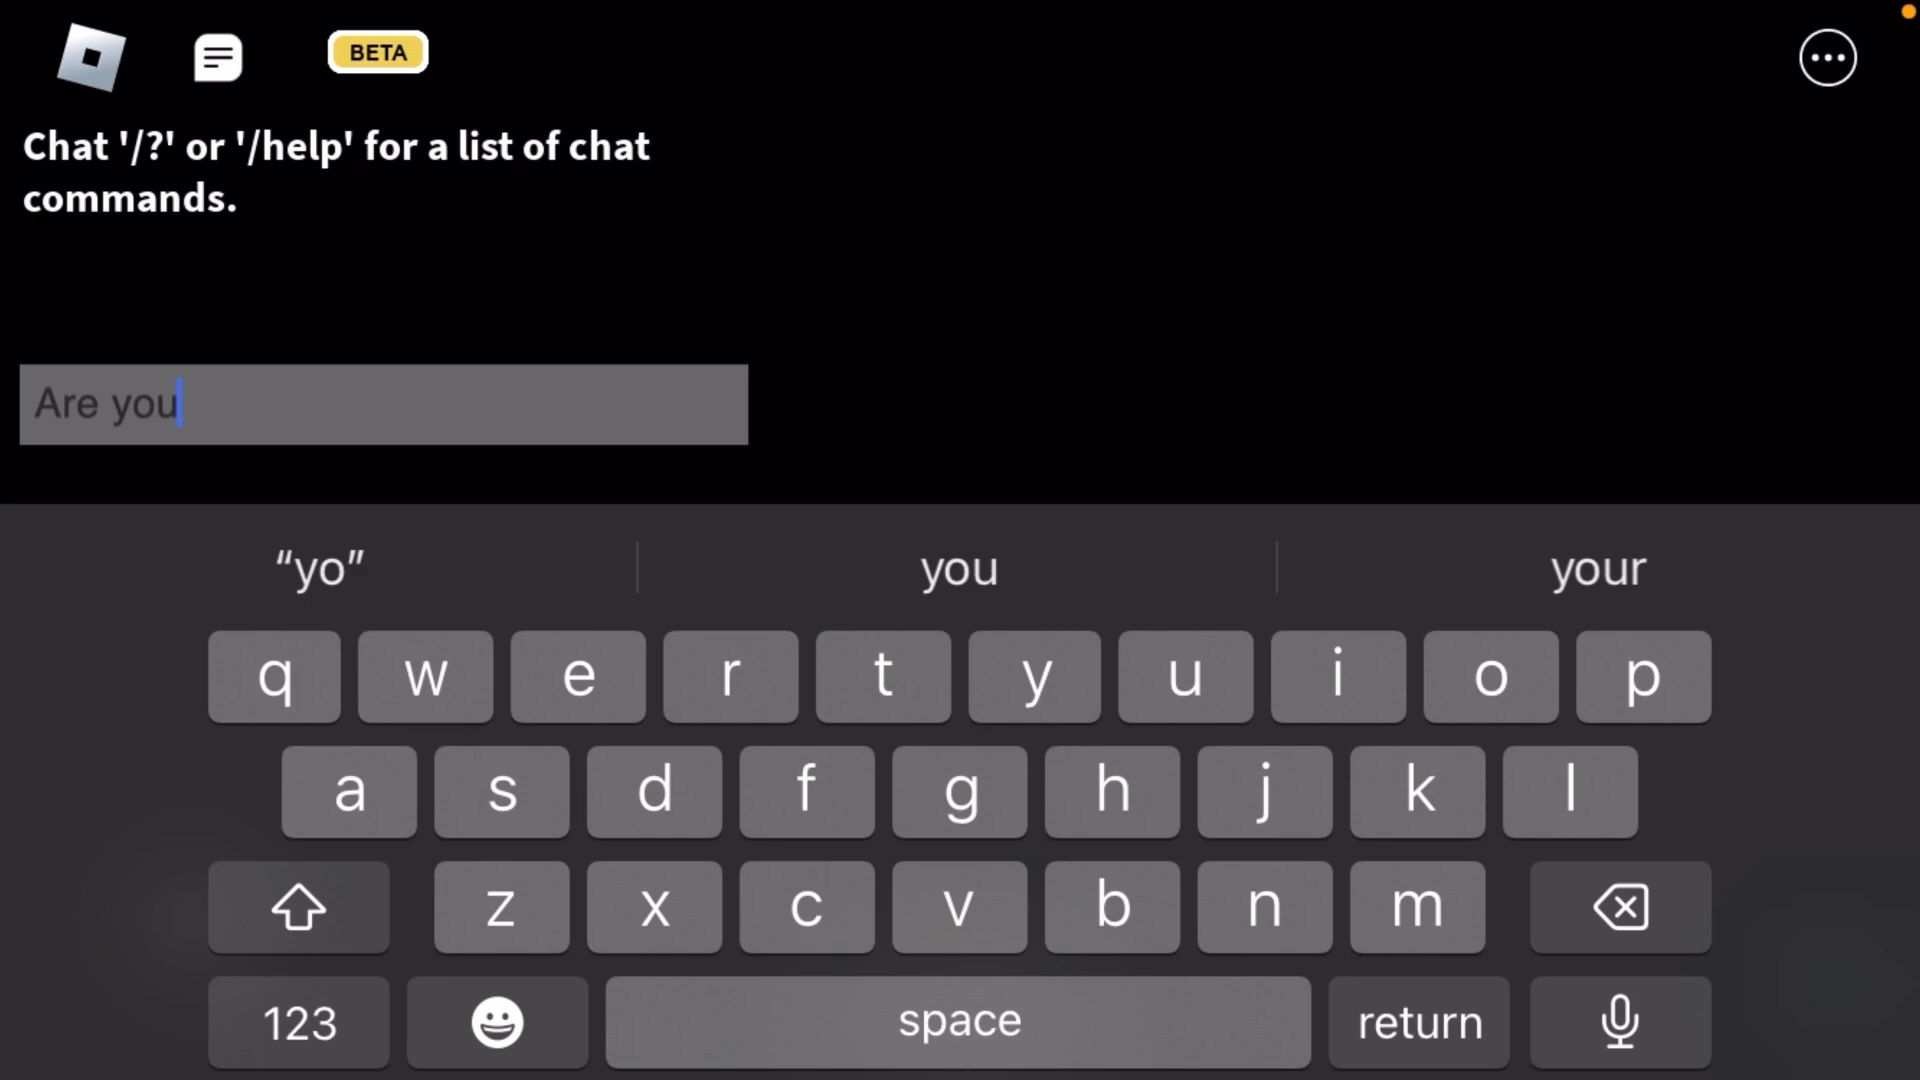 BETA
Chat '/?' or '/help' for a list of chat
commands.
Are you
“yo” you your
q w e r t y u i o p
a s d f g h j k l
z x c v b n m
123 space return